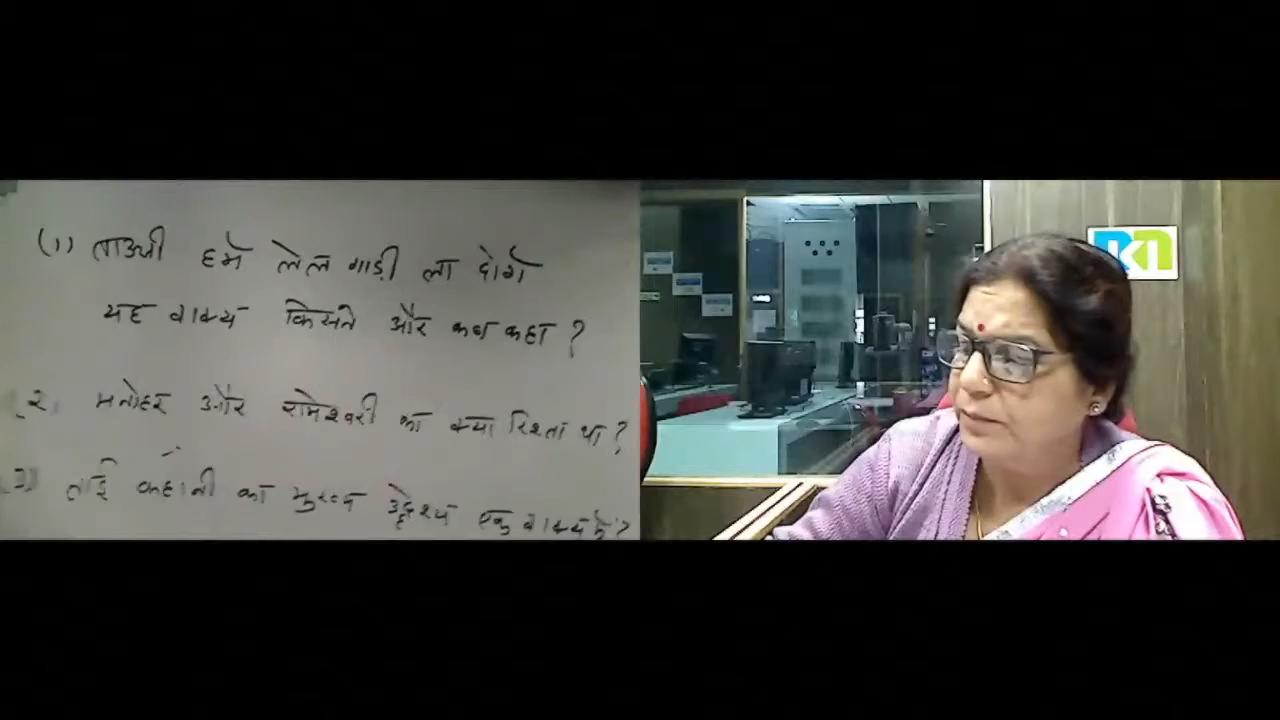 (1) ताऊजी हमें लेल गाड़ी ला दोगे
यह वाक्य किसने और कब कहा ?
2. मनोहर और रामेश्वरी का क्या रिश्ता था ?
3) ताई कहानी का मुख्य उद्देश्य एक वाक्य में ?